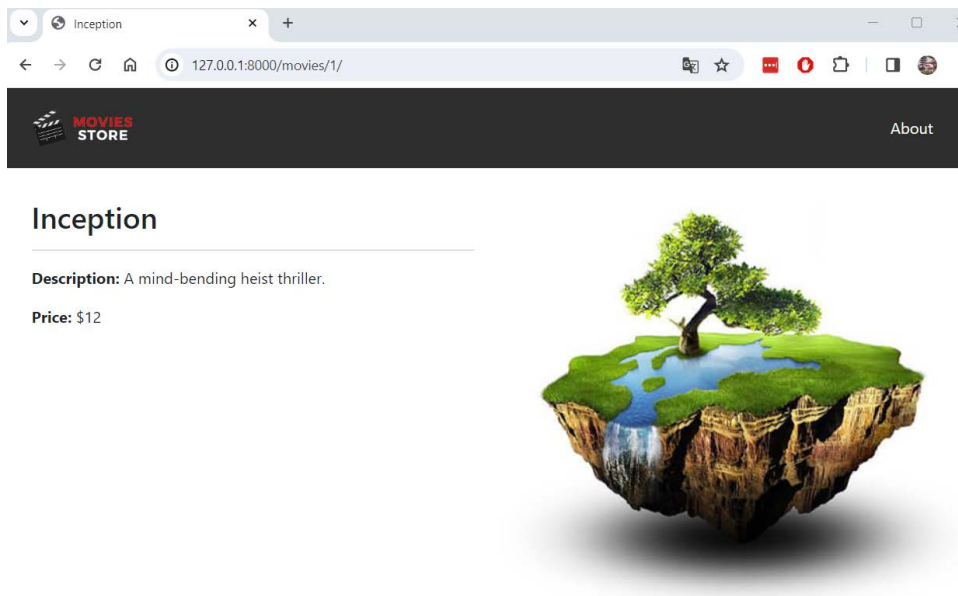 Inception
127.0.0.1:8000/movies/1/
MOVIES
STORE
About
Inception
Description: A mind-bending heist thriller.
Price: $12